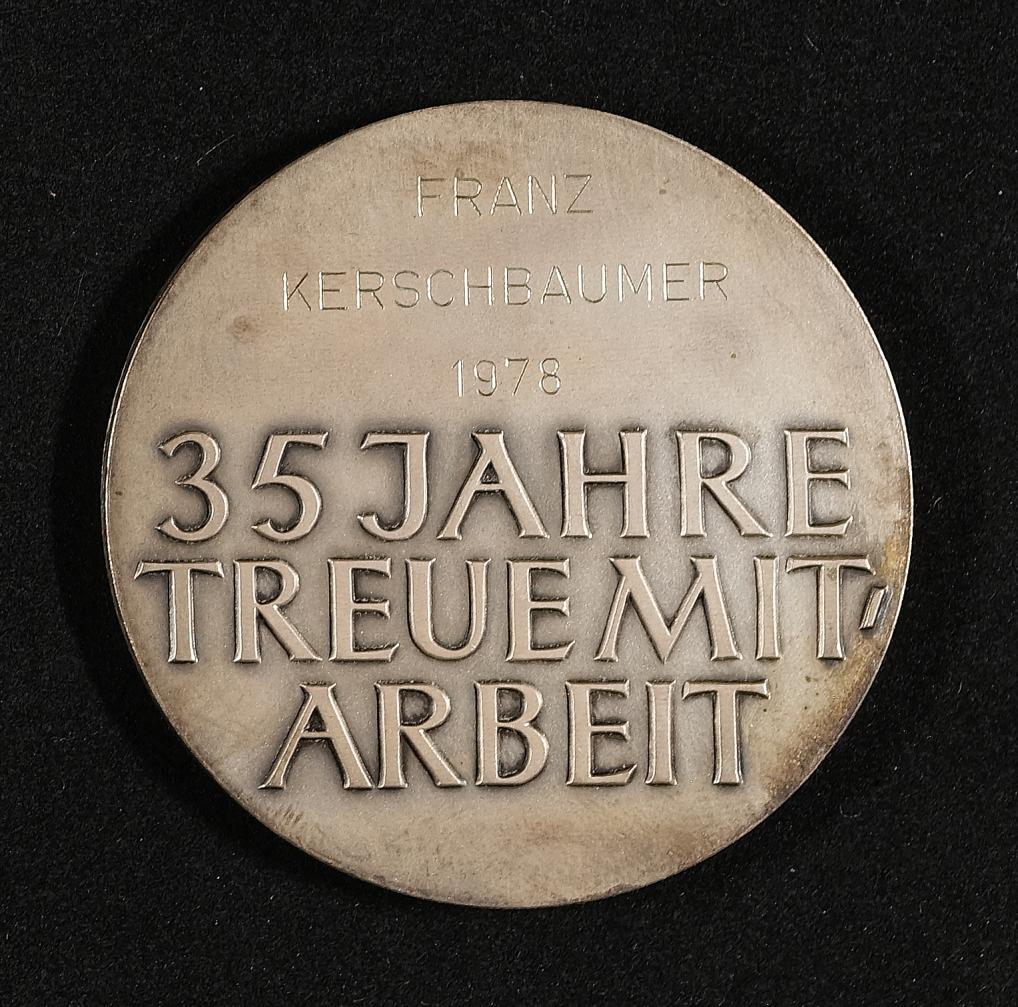 FRANZ
KERSCHBAUMER
1978
35 JAHRE
TREUE MIT-
ARBEIT